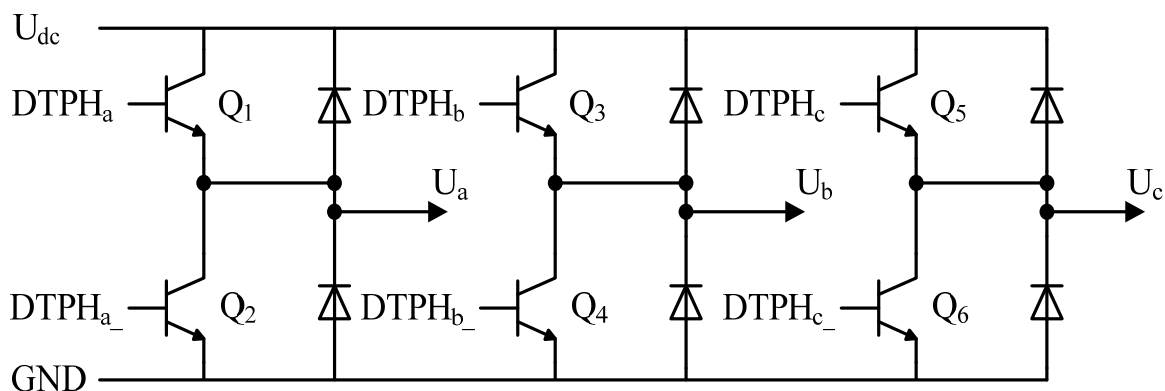 U_dc
DTPH_a Q_1 DTPH_b Q_3 DTPH_c Q_5
U_a U_b U_c
DTPH_a_ Q_2 DTPH_b_ Q_4 DTPH_c_ Q_6
GND